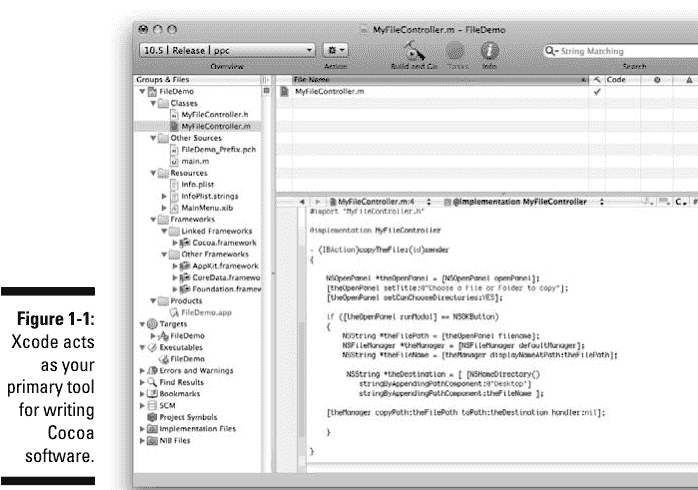 MyFileController.m - FileDemo
10.5 | Release | ppc
String Matching
Overview
Action
Build and Go
Tasks
Info
Search
Groups & Files
FileDemo
Classes
MyFileController.h
MyFileController.m
Other Sources
FileDemo_Prefix.pch
main.m
Resources
Info.plist
InfoPlist.strings
MainMenu.xib
Frameworks
Linked Frameworks
Cocoa.framework
Other Frameworks
AppKit.framework
CoreData.framewo
Foundation.framew
Products
FileDemo.app
Targets
FileDemo
Executables
FileDemo
Errors and Warnings
Find Results
Bookmarks
SCM
Project Symbols
Implementation Files
NIB Files
File Name
Code
MyFileController.m
MyFileController.m:4
@implementation MyFileController
C
#
#import "MyFileController.h"
@implementation MyFileController
- (IBAction)copyTheFile:(id)sender
{
NSOpenPanel *theOpenPanel = [NSOpenPanel openPanel];
[theOpenPanel setTitle:@"Choose a File or Folder to copy"];
[theOpenPanel setCanChooseDirectories:YES];
if ([theOpenPanel runModal] == NSOKButton)
{
NSString *theFilePath = [theOpenPanel filename];
NSFileManager *theManager = [NSFileManager defaultManager];
NSString *theFileName = [theManager displayNameAtPath:theFilePath];
NSString *theDestination = [ [NSHomeDirectory()
stringByAppendingPathComponent:@"Desktop"]
stringByAppendingPathComponent:theFileName ];
[theManager copyPath:theFilePath toPath:theDestination handler:nil];
}
}
Figure 1-1:
Xcode acts
as your
primary tool
for writing
Cocoa
software.